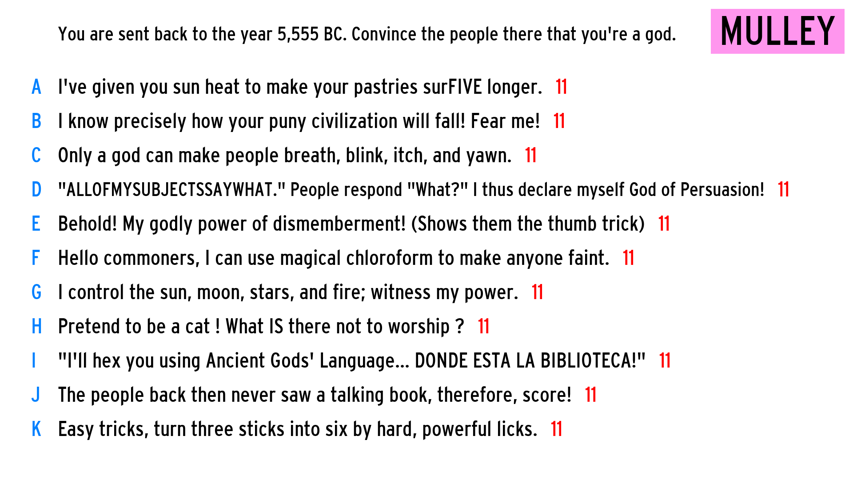 You are sent back to the year 5,555 BC. Convince the people there that you're a god.
MULLEY
A I've given you sun heat to make your pastries surFIVE longer. 11
B I know precisely how your puny civilization will fall! Fear me! 11
C Only a god can make people breath, blink, itch, and yawn. 11
D "ALLOFMYSUBJECTSSAYWHAT." People respond "What?" I thus declare myself God of Persuasion! 11
E Behold! My godly power of dismemberment! (Shows them the thumb trick) 11
F Hello commoners, I can use magical chloroform to make anyone faint. 11
G I control the sun, moon, stars, and fire; witness my power. 11
H Pretend to be a cat ! What IS there not to worship ? 11
I "I'll hex you using Ancient Gods' Language... DONDE ESTA LA BIBLIOTECA!" 11
J The people back then never saw a talking book, therefore, score! 11
K Easy tricks, turn three sticks into six by hard, powerful licks. 11